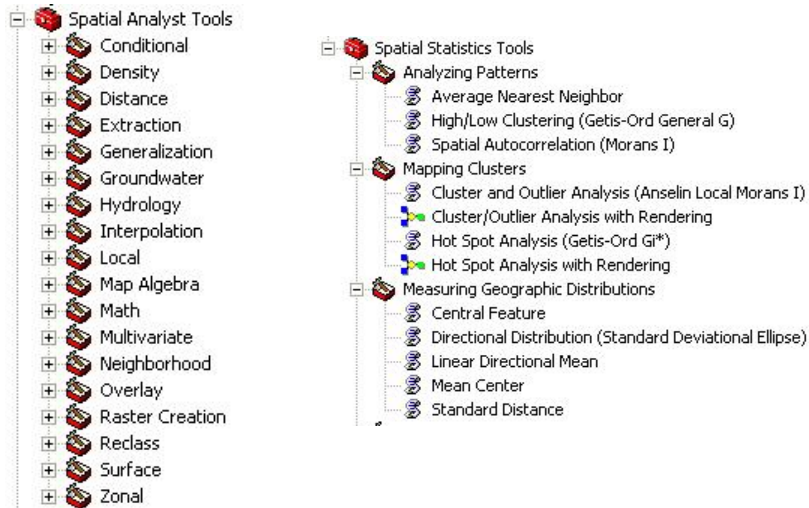 Spatial Analyst Tools
Conditional
Density
Distance
Extraction
Generalization
Groundwater
Hydrology
Interpolation
Local
Map Algebra
Math
Multivariate
Neighborhood
Overlay
Raster Creation
Reclass
Surface
Zonal
Spatial Statistics Tools
Analyzing Patterns
Average Nearest Neighbor
High/Low Clustering (Getis-Ord General G)
Spatial Autocorrelation (Morans I)
Mapping Clusters
Cluster and Outlier Analysis (Anselin Local Morans I)
Cluster/Outlier Analysis with Rendering
Hot Spot Analysis (Getis-Ord Gi*)
Hot Spot Analysis with Rendering
Measuring Geographic Distributions
Central Feature
Directional Distribution (Standard Deviational Ellipse)
Linear Directional Mean
Mean Center
Standard Distance